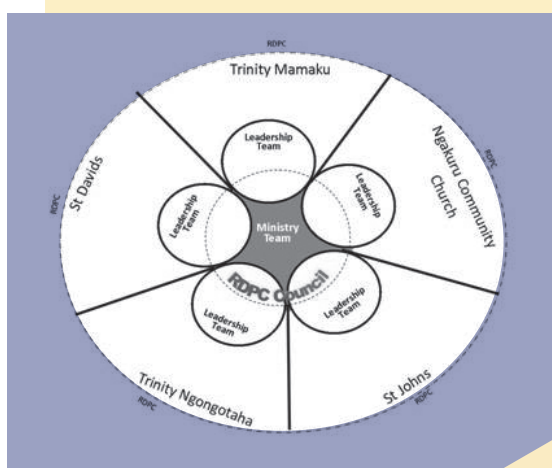 RDPC
Trinity Mamaku
Leadership
Team
RDPC
Ngakuru Community
Church
Leadership
Team
RDPC
St Davids
Leadership
Team
Ministry
Team
RDPC Council
Leadership
Team
Leadership
Team
Trinity Ngongotaha
RDPC
St Johns
RDPC